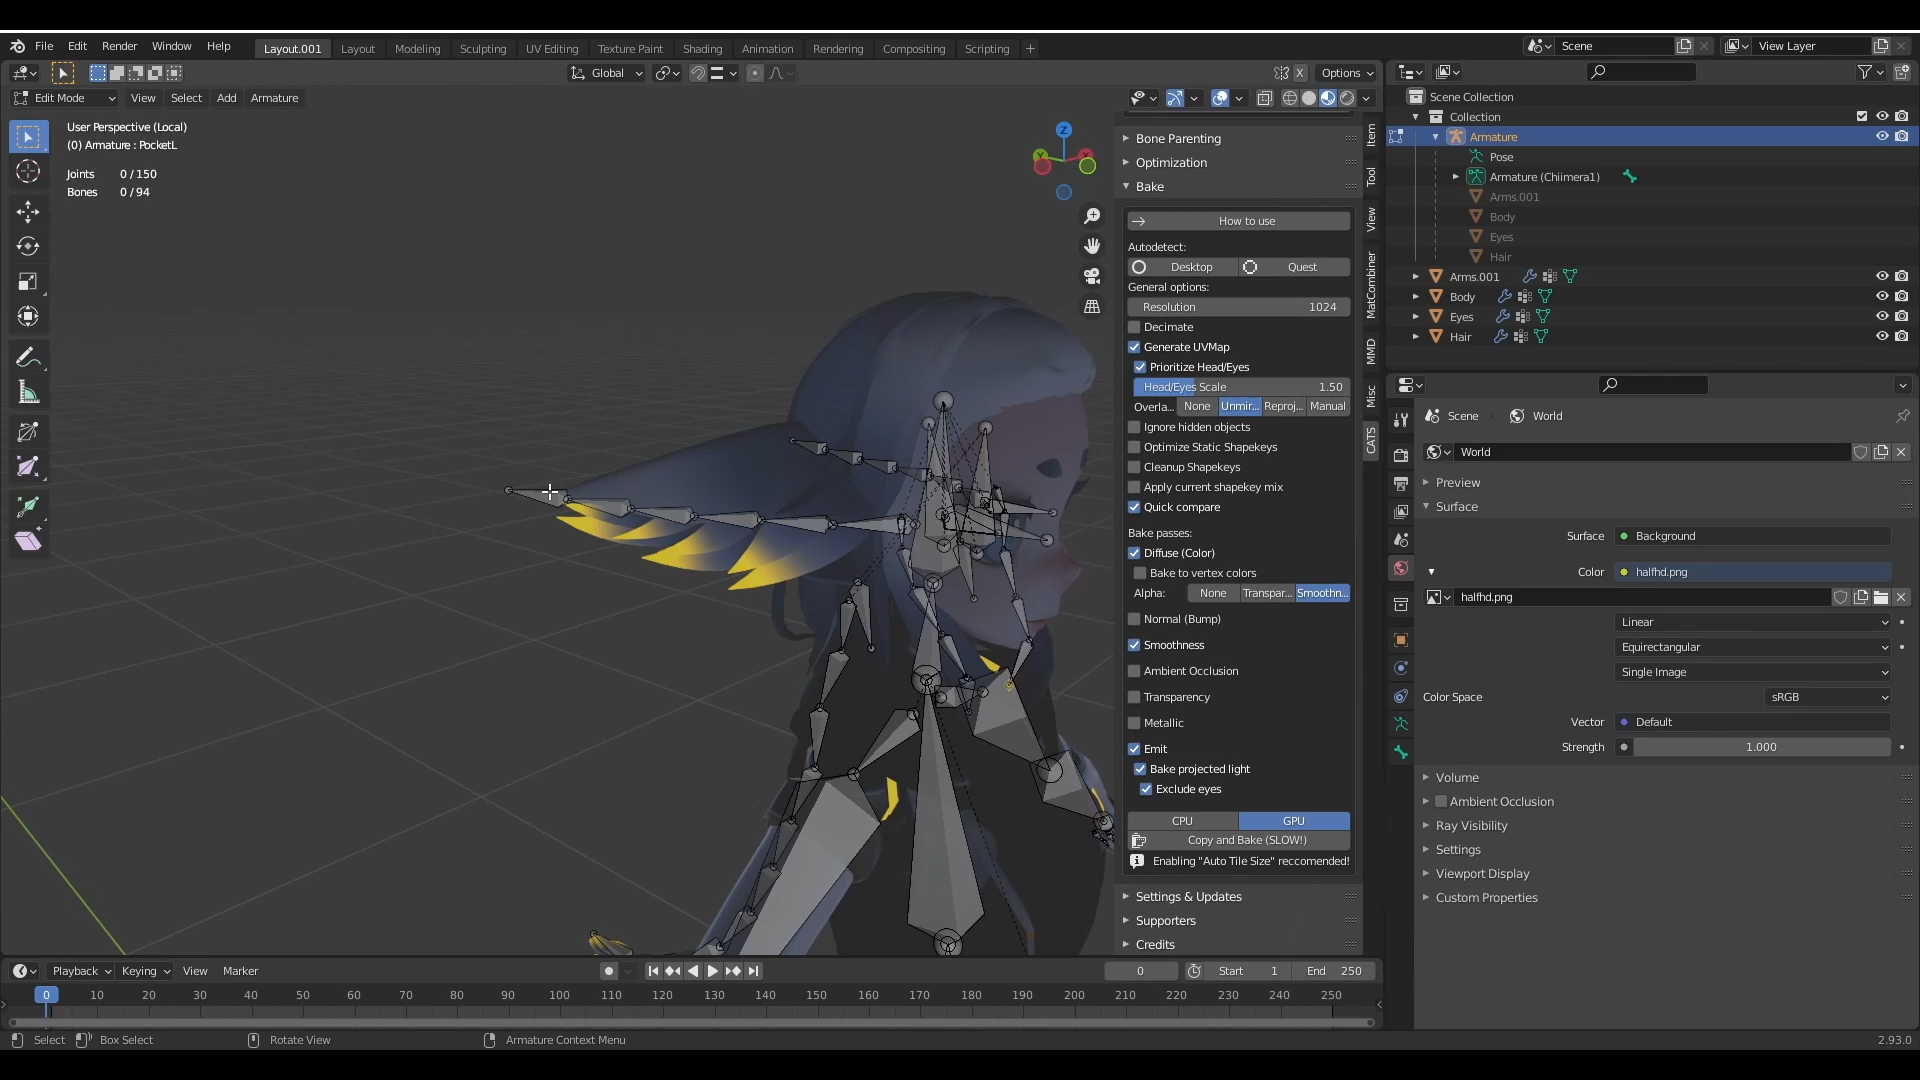 File Edit Render Window Help Layout.001 Layout Modeling Sculpting UV Editing Texture Paint Shading Animation Rendering Compositing Scripting + Scene View Layer
Global X Options
Edit Mode View Select Add Armature
User Perspective (Local)
(0) Armature : PocketL
Joints 0 / 150
Bones 0 / 94
Z
Y
X
Bone Parenting
Optimization
Bake
How to use
Autodetect:
Desktop Quest
General options:
Resolution 1024
Decimate
Generate UVMap
Prioritize Head/Eyes
Head/Eyes Scale 1.50
Overla... None Unmir... Reproj... Manual
Ignore hidden objects
Optimize Static Shapekeys
Cleanup Shapekeys
Apply current shapekey mix
Quick compare
Bake passes:
Diffuse (Color)
Bake to vertex colors
Alpha: None Transpar... Smoothn...
Normal (Bump)
Smoothness
Ambient Occlusion
Transparency
Metallic
Emit
Bake projected light
Exclude eyes
CPU GPU
Copy and Bake (SLOW!)
Enabling "Auto Tile Size" reccomended!
Settings & Updates
Supporters
Credits
Item
Tool
View
MatCombiner
MMD
Misc
CATS
Scene Collection
Collection
Armature
Pose
Armature (Chiimera1)
Arms.001
Body
Eyes
Hair
Arms.001
Body
Eyes
Hair
Scene World
World
Preview
Surface
Surface Background
Color halfhd.png
halfhd.png
Linear
Equirectangular
Single Image
Color Space sRGB
Vector Default
Strength 1.000
Volume
Ambient Occlusion
Ray Visibility
Settings
Viewport Display
Custom Properties
Playback Keying View Marker 0 Start 1 End 250
0 10 20 30 40 50 60 70 80 90 100 110 120 130 140 150 160 170 180 190 200 210 220 230 240 250
Select Box Select Rotate View Armature Context Menu 2.93.0